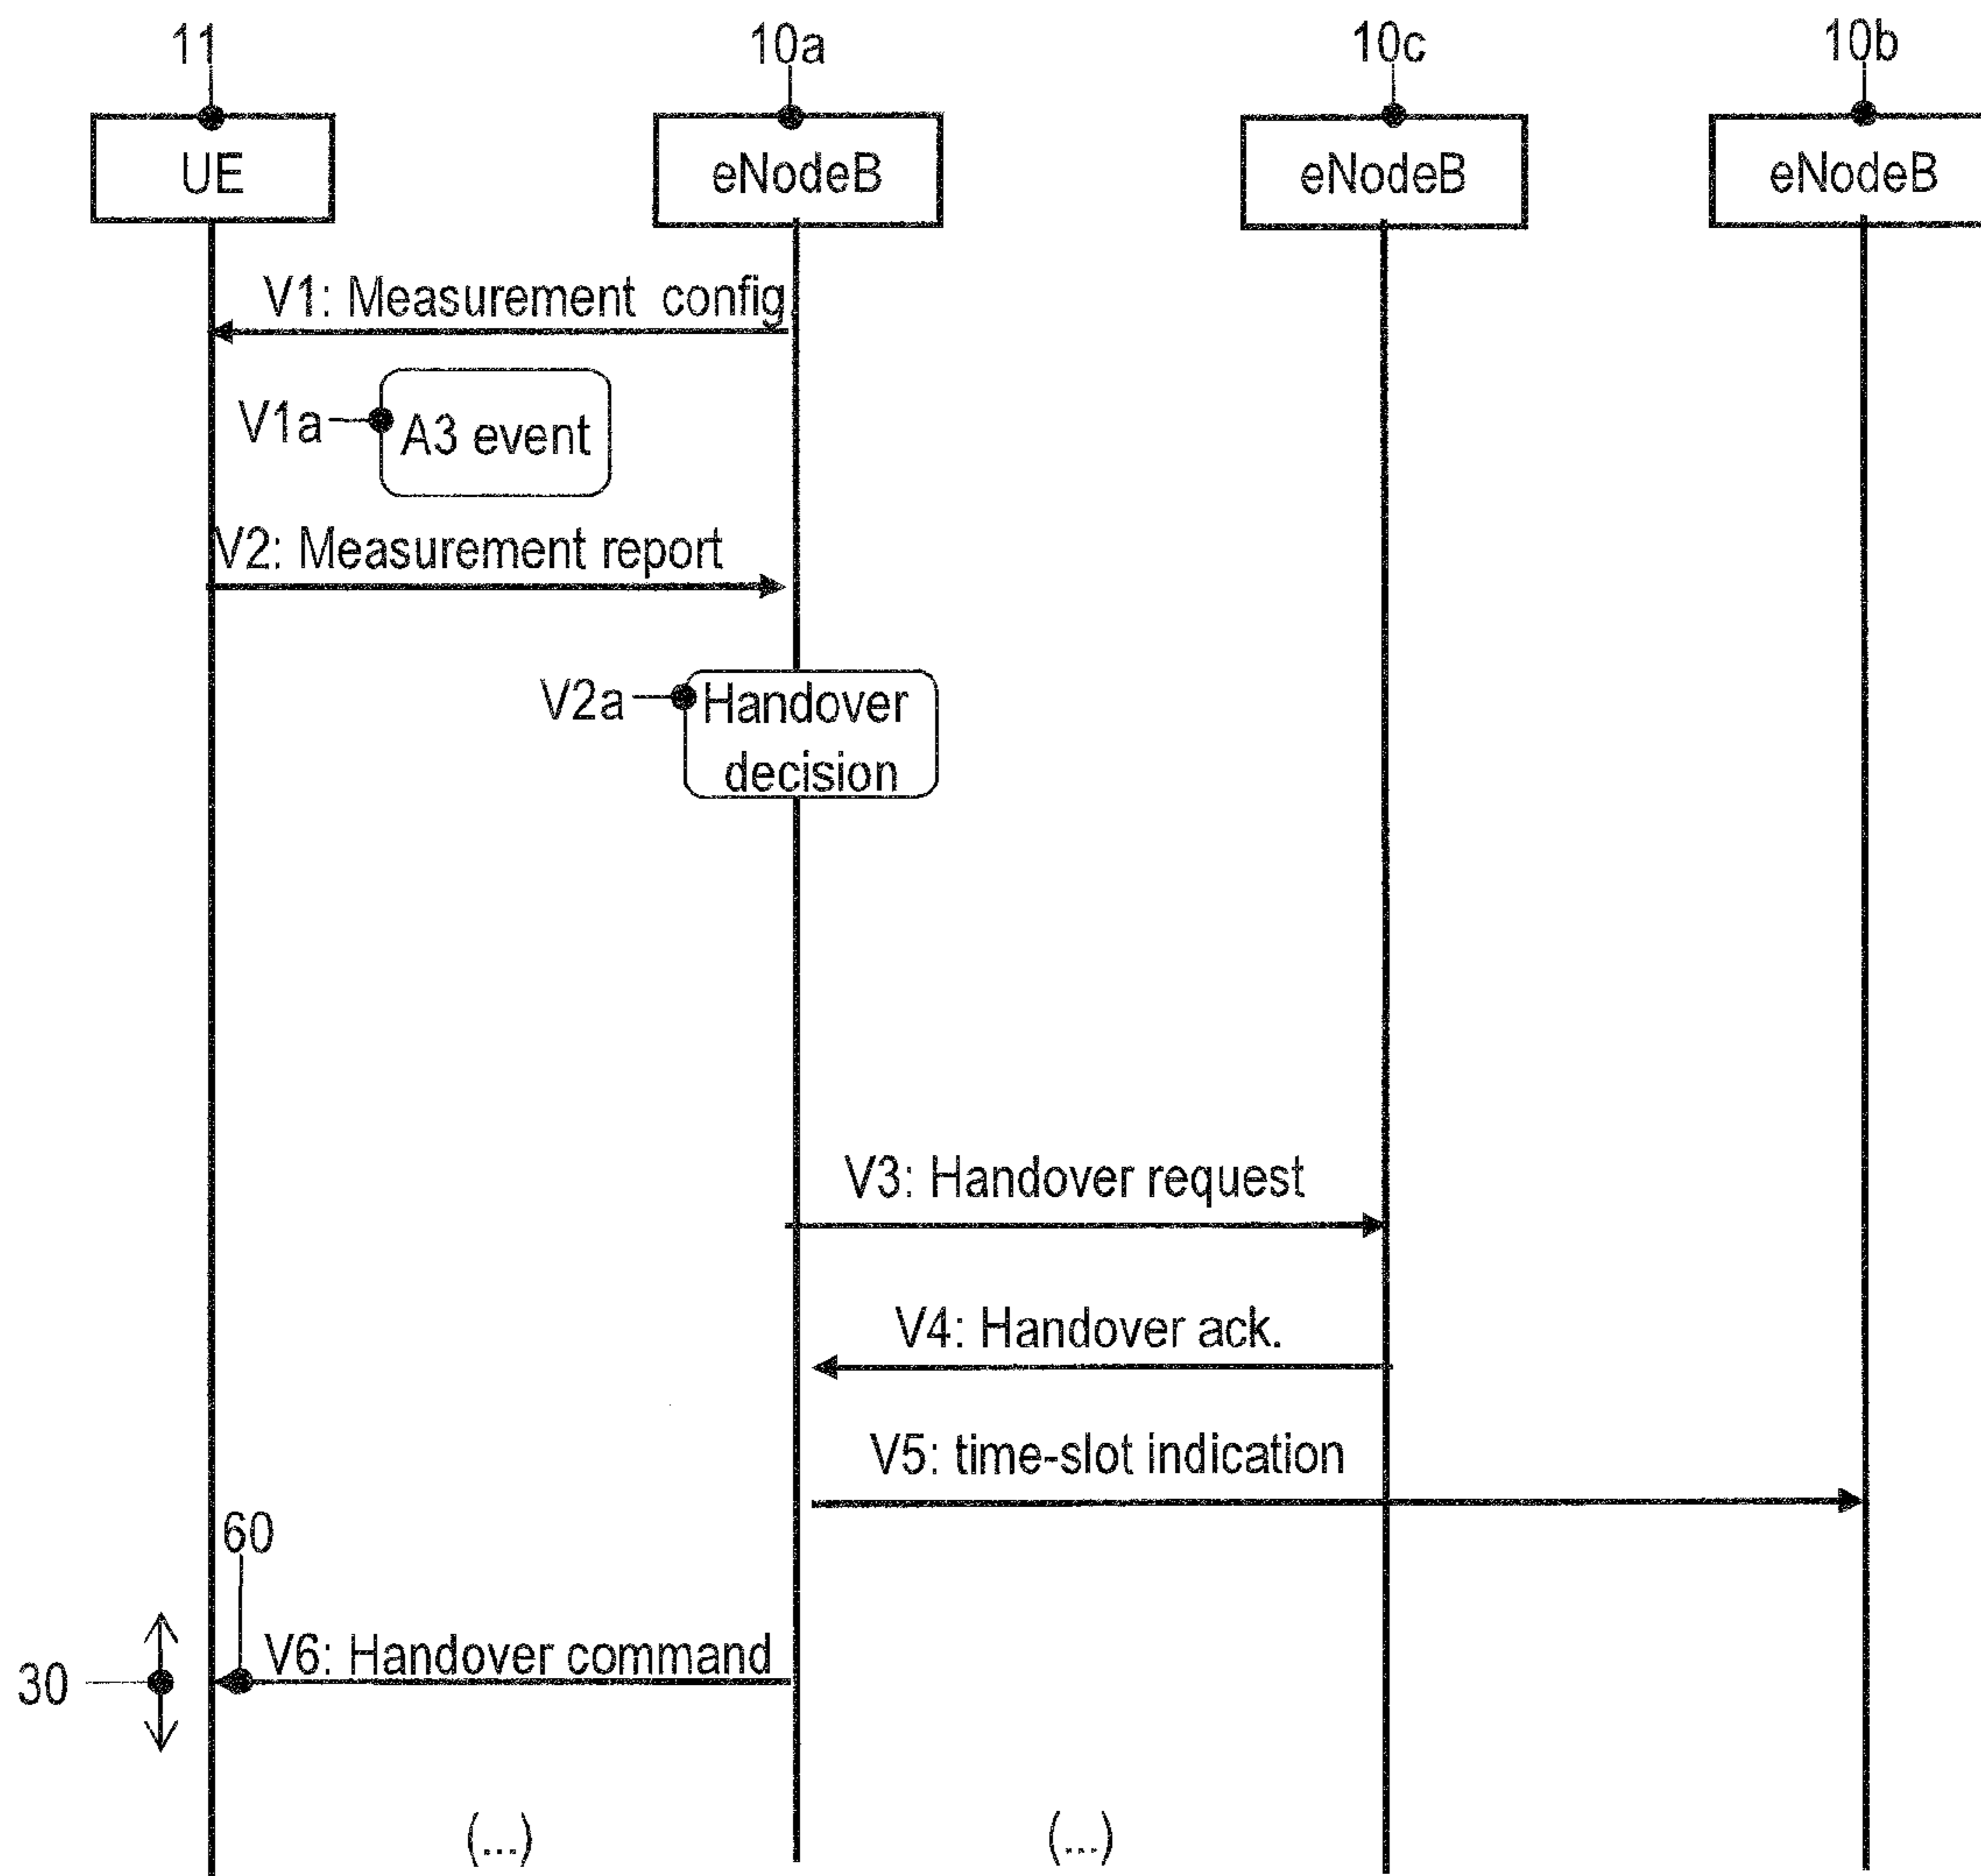 11 10a 10c 10b
UE eNodeB eNodeB eNodeB
V1: Measurement config
V1a A3 event
V2: Measurement report
V2a Handover
decision
V3: Handover request
V4: Handover ack.
V5: time-slot indication
60
V6: Handover command
30
(...) (...)